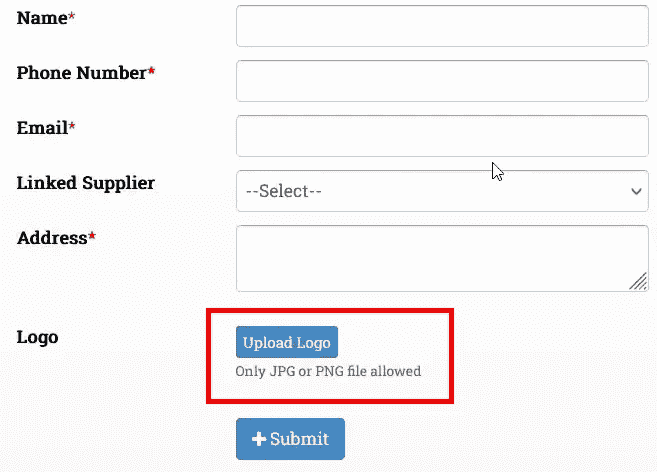 Name*
Phone Number*
Email*
Linked Supplier
--Select--
Address*
Logo
Upload Logo
Only JPG or PNG file allowed
+ Submit